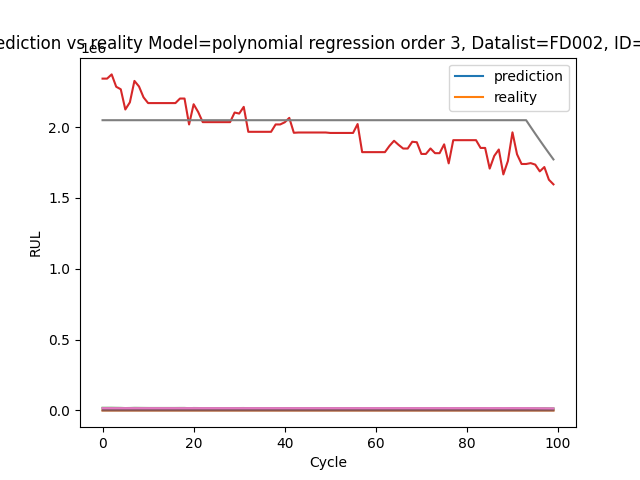 ediction vs reality Model=polynomial regression order 3, Datalist=FD002, ID=
1e6
prediction
reality
2.0
1.5
1.0
0.5
0.0
RUL
0
20
40
60
80
100
Cycle